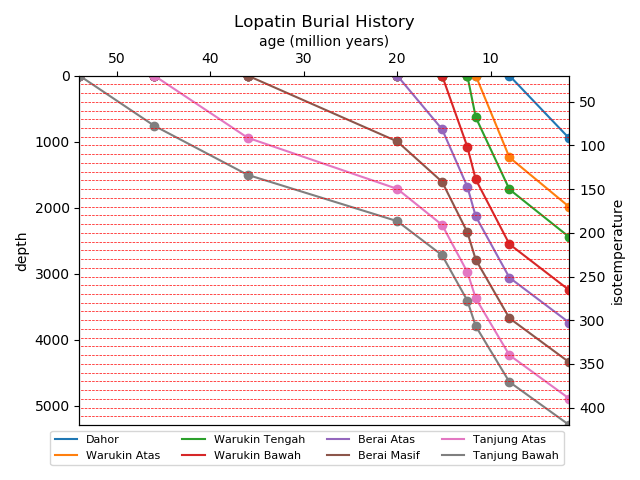 Lopatin Burial History
age (million years)
50 40 30 20 10
0
1000
2000
3000
4000
5000
depth
50
100
150
200
250
300
350
400
isotemperature
Dahor Warukin Tengah Berai Atas Tanjung Atas
Warukin Atas Warukin Bawah Berai Masif Tanjung Bawah